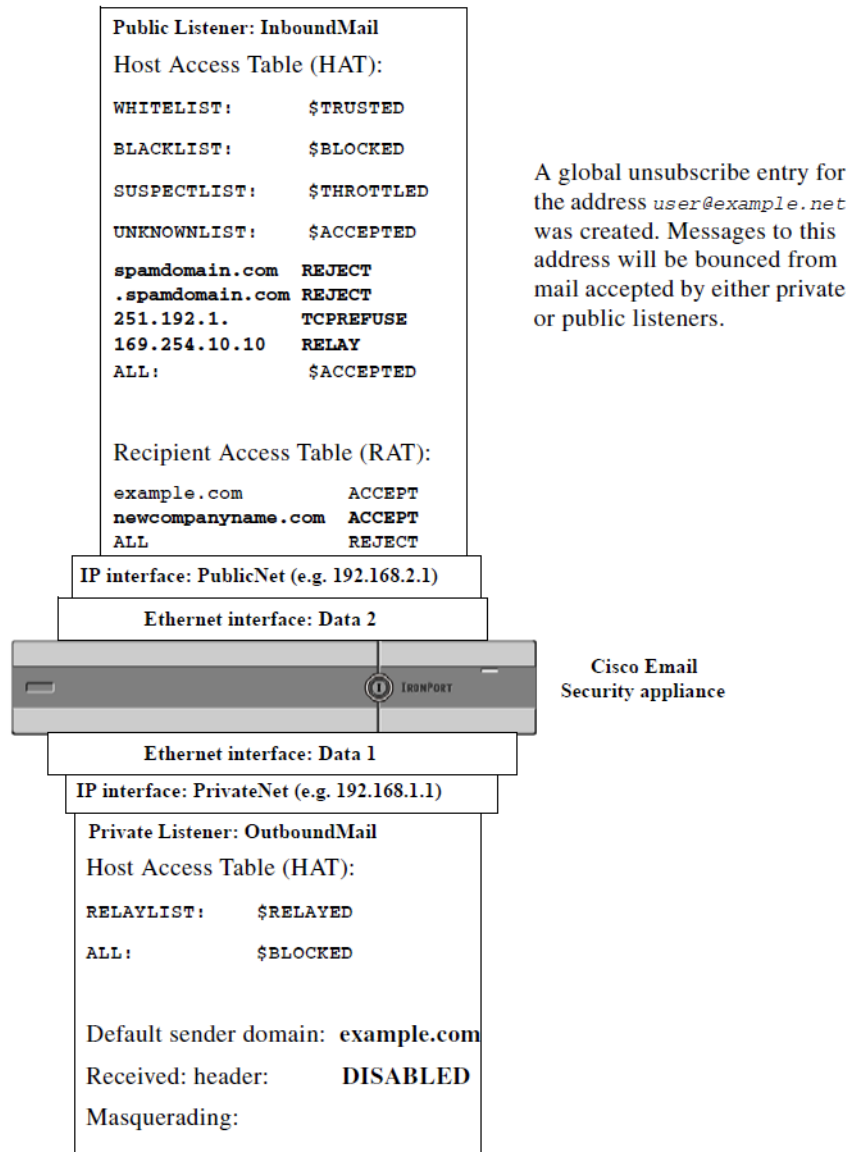 Public Listener: InboundMail
Host Access Table (HAT):
WHITELIST: $TRUSTED
BLACKLIST: $BLOCKED
SUSPECTLIST: $THROTTLED
UNKNOWNLIST: $ACCEPTED
spamdomain.com REJECT
.spamdomain.com REJECT
251.192.1. TCPREFUSE
169.254.10.10 RELAY
ALL: $ACCEPTED
Recipient Access Table (RAT):
example.com ACCEPT
newcompanyname.com ACCEPT
ALL REJECT
IP interface: PublicNet (e.g. 192.168.2.1)
Ethernet interface: Data 2
A global unsubscribe entry for
the address user@example.net
was created. Messages to this
address will be bounced from
mail accepted by either private
or public listeners.
IRONPORT
Cisco Email
Security appliance
Ethernet interface: Data 1
IP interface: PrivateNet (e.g. 192.168.1.1)
Private Listener: OutboundMail
Host Access Table (HAT):
RELAYLIST: $RELAYED
ALL: $BLOCKED
Default sender domain: example.com
Received: header: DISABLED
Masquerading: